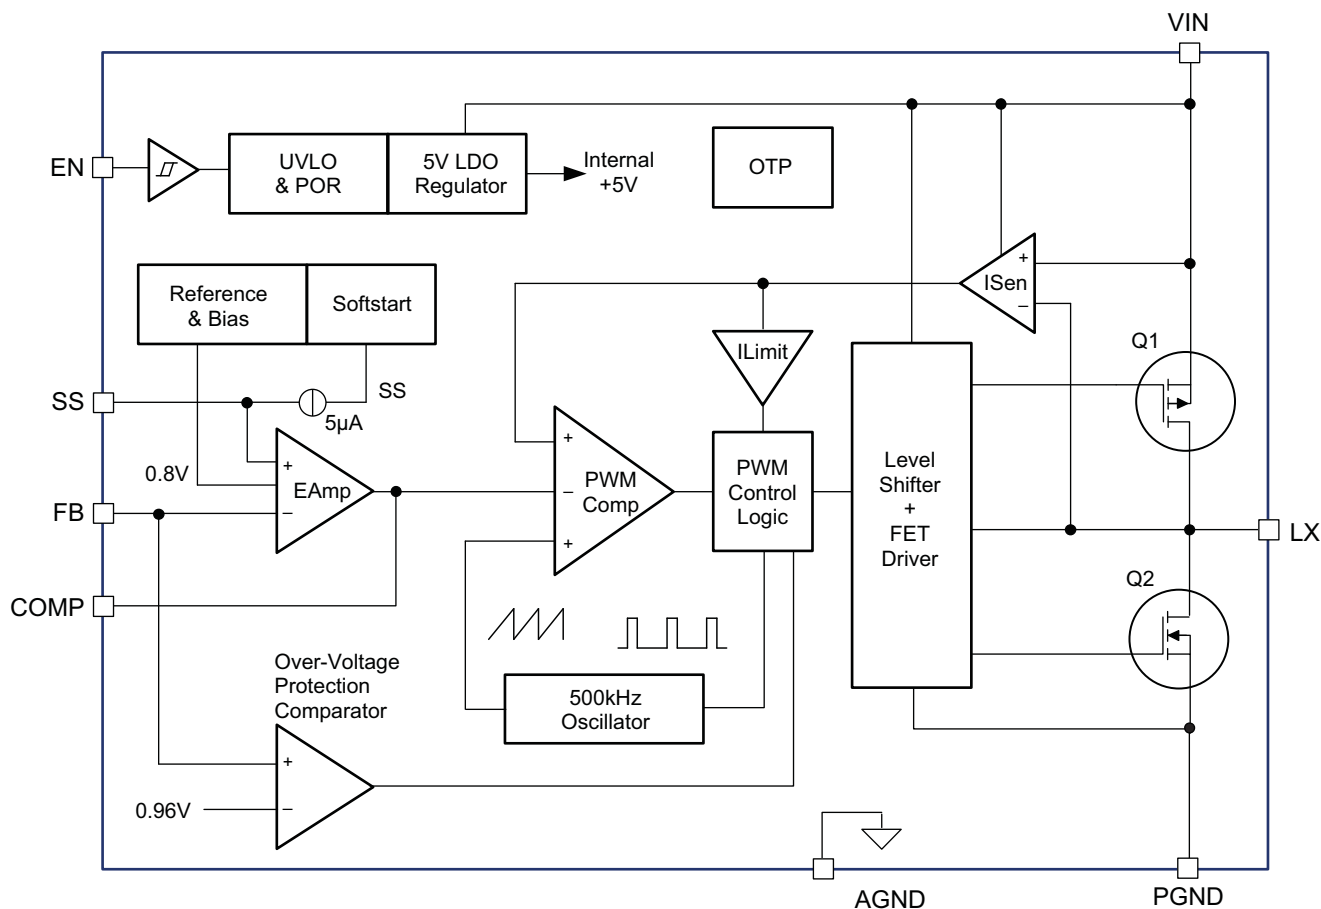 VIN
EN
UVLO
& POR
5V LDO
Regulator
Internal
+5V
OTP
Reference
& Bias
Softstart
ISen
+
–
ILimit
Q1
SS
SS
5µA
0.8V
+
EAmp
–
FB
COMP
+
PWM
Comp
–
+
PWM
Control
Logic
Level
Shifter
+
FET
Driver
LX
Q2
Over-Voltage
Protection
Comparator
500kHz
Oscillator
+
0.96V
–
AGND
PGND